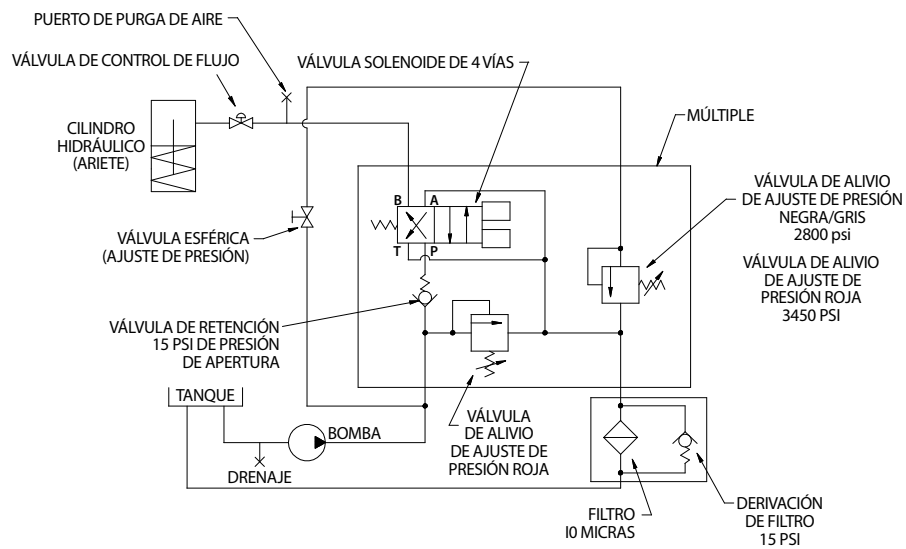 PUERTO DE PURGA DE AIRE
VÁLVULA DE CONTROL DE FLUJO
VÁLVULA SOLENOIDE DE 4 VÍAS
MÚLTIPLE
CILINDRO
HIDRÁULICO
(ARIETE)
B A
T P
VÁLVULA DE ALIVIO
DE AJUSTE DE PRESIÓN
NEGRA/GRIS
2800 psi
VÁLVULA DE ALIVIO
DE AJUSTE DE
PRESIÓN ROJA
3450 PSI
VÁLVULA ESFÉRICA
(AJUSTE DE PRESIÓN)
VÁLVULA DE RETENCIÓN
15 PSI DE PRESIÓN
DE APERTURA
TANQUE
BOMBA
DRENAJE
VÁLVULA
DE ALIVIO
DE AJUSTE DE
PRESIÓN ROJA
FILTRO
I0 MICRAS
DERIVACIÓN
DE FILTRO
15 PSI